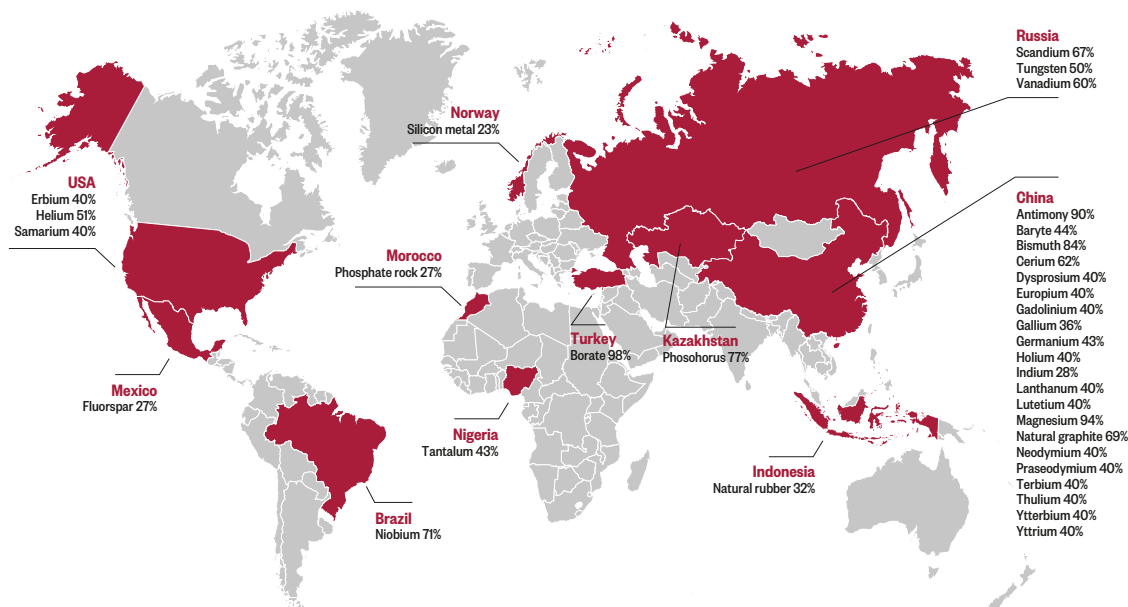 Russia
Scandium 67%
Tungsten 50%
Vanadium 60%
Norway
Silicon metal 23%
USA
Erbium 40%
Helium 51%
Samarium 40%
China
Antimony 90%
Baryte 44%
Bismuth 84%
Cerium 62%
Dysprosium 40%
Europium 40%
Gadolinium 40%
Gallium 36%
Germanium 43%
Holium 40%
Indium 28%
Lanthanum 40%
Lutetium 40%
Magnesium 94%
Natural graphite 69%
Neodymium 40%
Praseodymium 40%
Terbium 40%
Thulium 40%
Ytterbium 40%
Yttrium 40%
Morocco
Phosphate rock 27%
Turkey
Borate 98%
Kazakhstan
Phosohorus 77%
Mexico
Fluorspar 27%
Nigeria
Tantalum 43%
Indonesia
Natural rubber 32%
Brazil
Niobium 71%